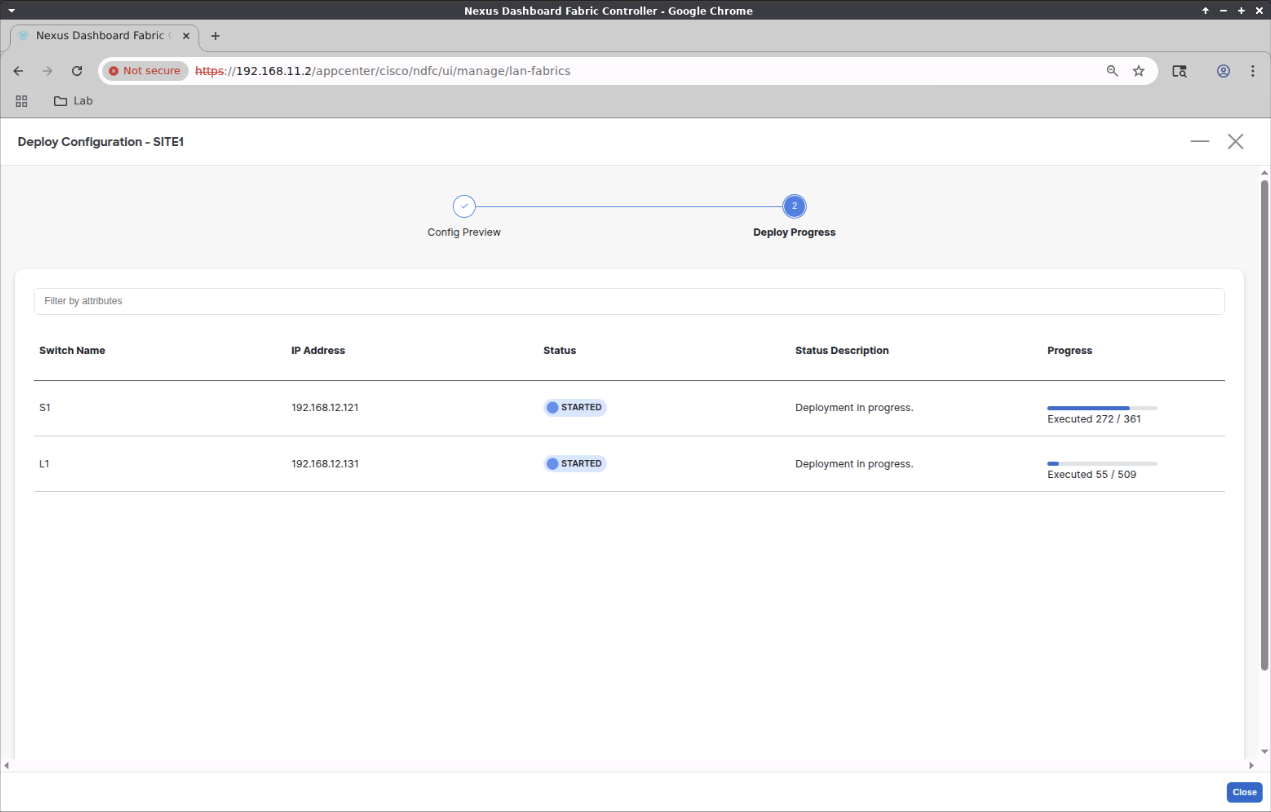 Nexus Dashboard Fabric Controller - Google Chrome
Nexus Dashboard Fabric
Not secure https://192.168.11.2/appcenter/cisco/ndfc/ui/manage/lan-fabrics
Lab
Deploy Configuration - SITE1
2
Config Preview Deploy Progress
Filter by attributes
Switch Name IP Address Status Status Description Progress
S1 192.168.12.121 STARTED Deployment in progress.
Executed 272 / 361
L1 192.168.12.131 STARTED Deployment in progress.
Executed 55 / 509
Close